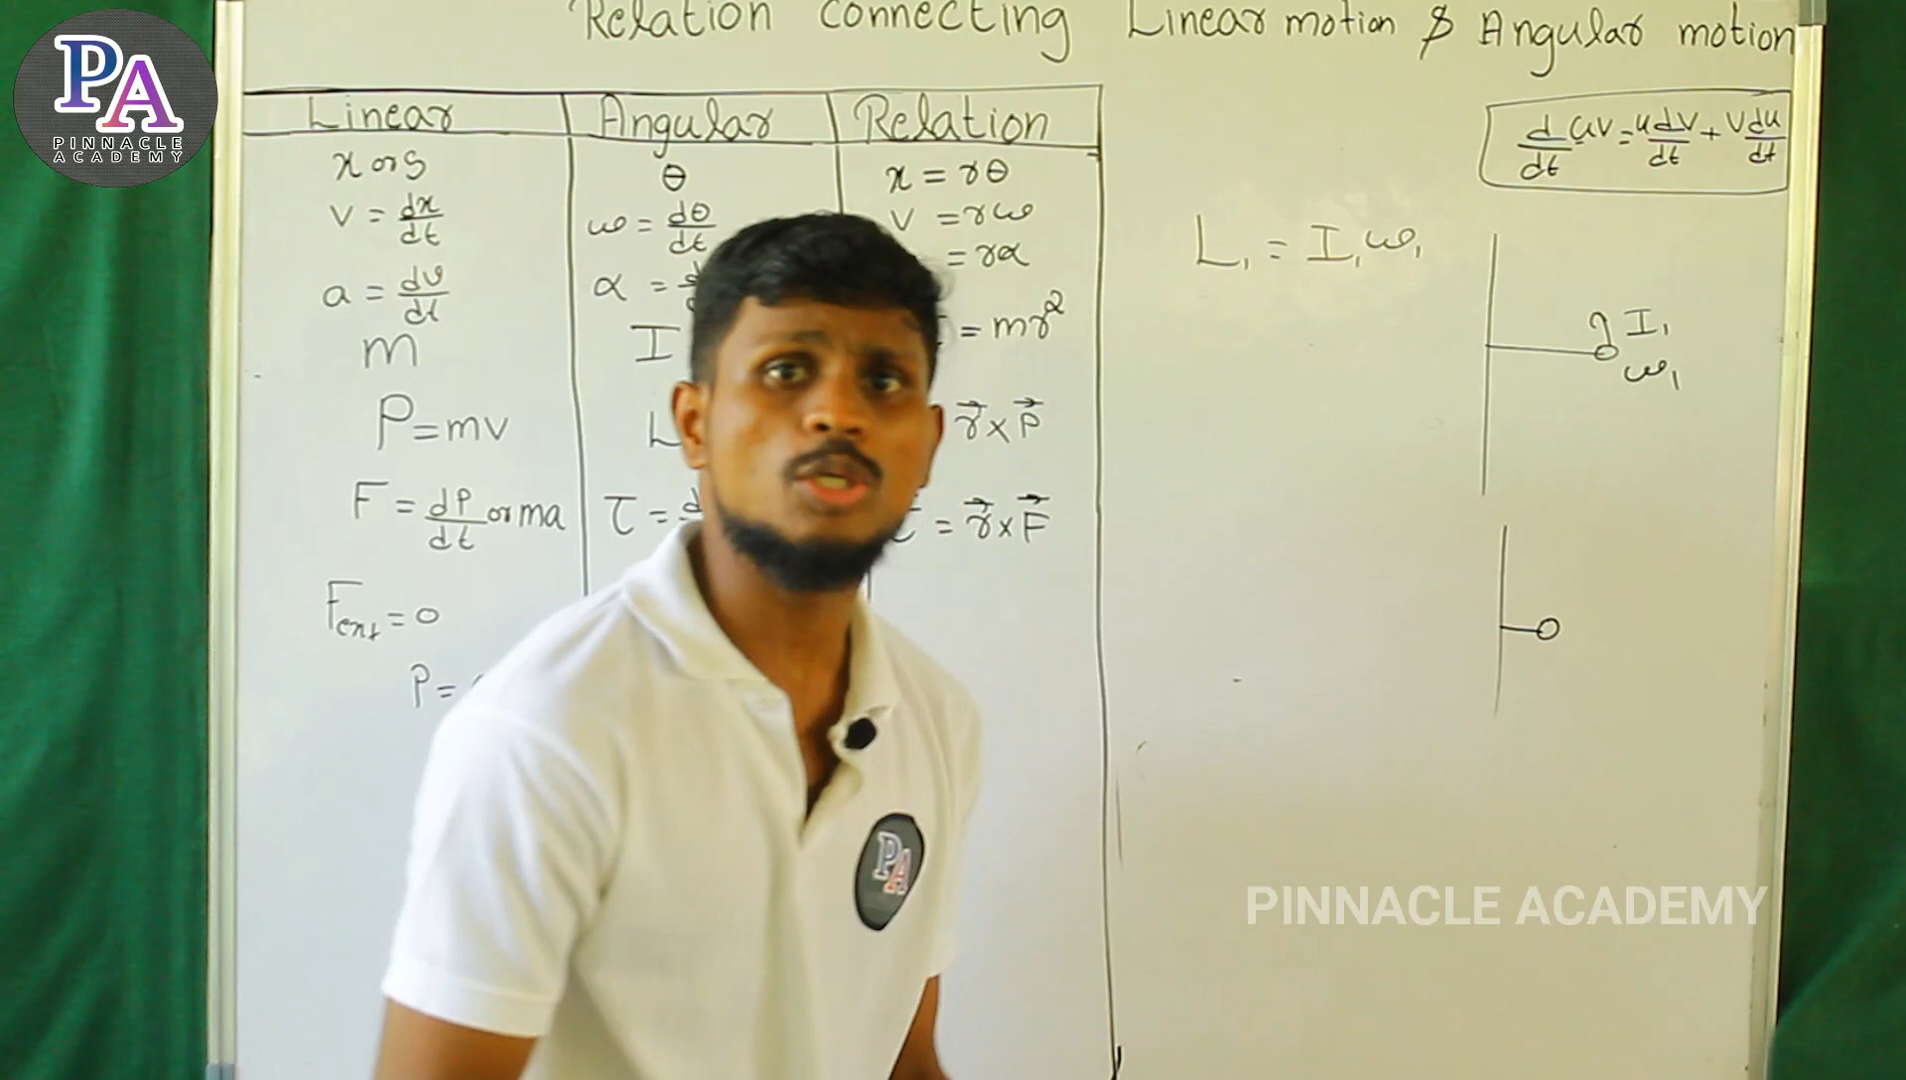 PA
PINNACLE
ACADEMY
Relation connecting Linear motion & Angular motion
Linear Angular Relation
x or s θ x = rθ
v = dx/dt ω = dθ/dt v = rω
a = dv/dt α = = rα
m I = mr²
P = mv L r⃗ × P⃗
F = dP/dt or ma τ = = r⃗ × F⃗
Fext = 0
P =
d/dt uv = u dv/dt + v du/dt
L₁ = I₁ω₁
I₁
ω₁
PA
PINNACLE ACADEMY